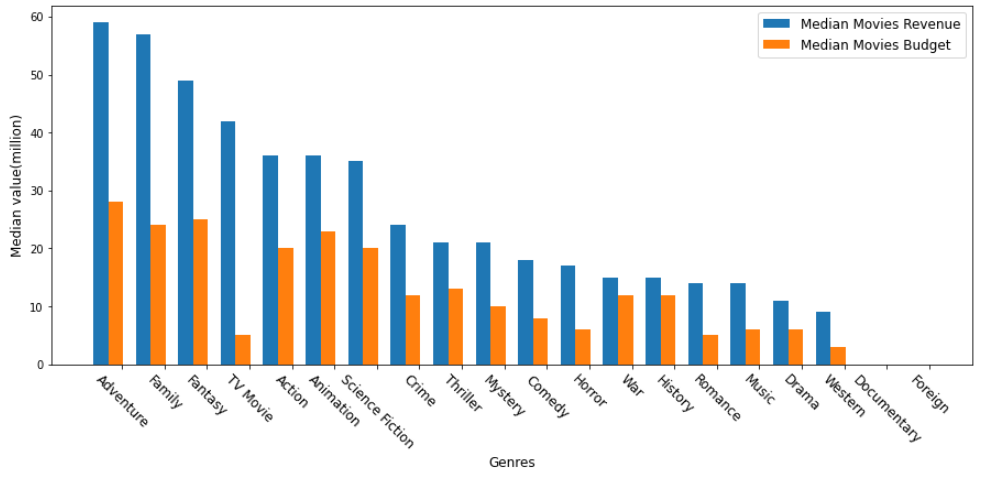 Median Movies Revenue
Median Movies Budget
Median value(million)
60
50
40
30
20
10
0
Adventure
Family
Fantasy
TV Movie
Action
Animation
Science Fiction
Crime
Thriller
Mystery
Comedy
Horror
War
History
Romance
Music
Drama
Western
Documentary
Foreign
Genres